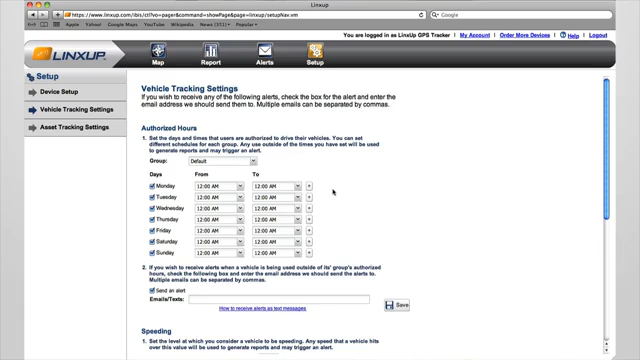 Linxup
https://www.linxup.com/ibis/ctl?vo=pager&command=showPage&page=linxup/setupNav.vm
Google
Apple
Yahoo!
Google Maps
YouTube
Wikipedia
News (351)
Popular
You are logged in as LinxUp GPS Tracker | My Account | Order More Devices | Help | Logout
LINXUP
Map
Report
Alerts
Setup
Setup
Device Setup
Vehicle Tracking Settings
Asset Tracking Settings
Vehicle Tracking Settings
If you wish to receive any of the following alerts, check the box for the alert and enter the
email address we should send them to. Multiple emails can be separated by commas.
Authorized Hours
1. Set the days and times that users are authorized to drive their vehicles. You can set
different schedules for each group. Any use outside of the times you have set will be used
to generate reports and may trigger an alert.
Group: Default
Days From To
Monday 12:00 AM 12:00 AM +
Tuesday 12:00 AM 12:00 AM +
Wednesday 12:00 AM 12:00 AM +
Thursday 12:00 AM 12:00 AM +
Friday 12:00 AM 12:00 AM +
Saturday 12:00 AM 12:00 AM +
Sunday 12:00 AM 12:00 AM +
2. If you wish to receive alerts when a vehicle is being used outside of its' group's authorized
hours, check the following box and enter the email address we should send the alerts to.
Multiple emails can be separated by commas.
Send an alert
Emails/Texts:
Save
How to receive alerts as text messages
Speeding
1. Set the level at which you consider a vehicle to be speeding. Any speed that a vehicle hits
over this value will be used to generate reports and may trigger an alert.